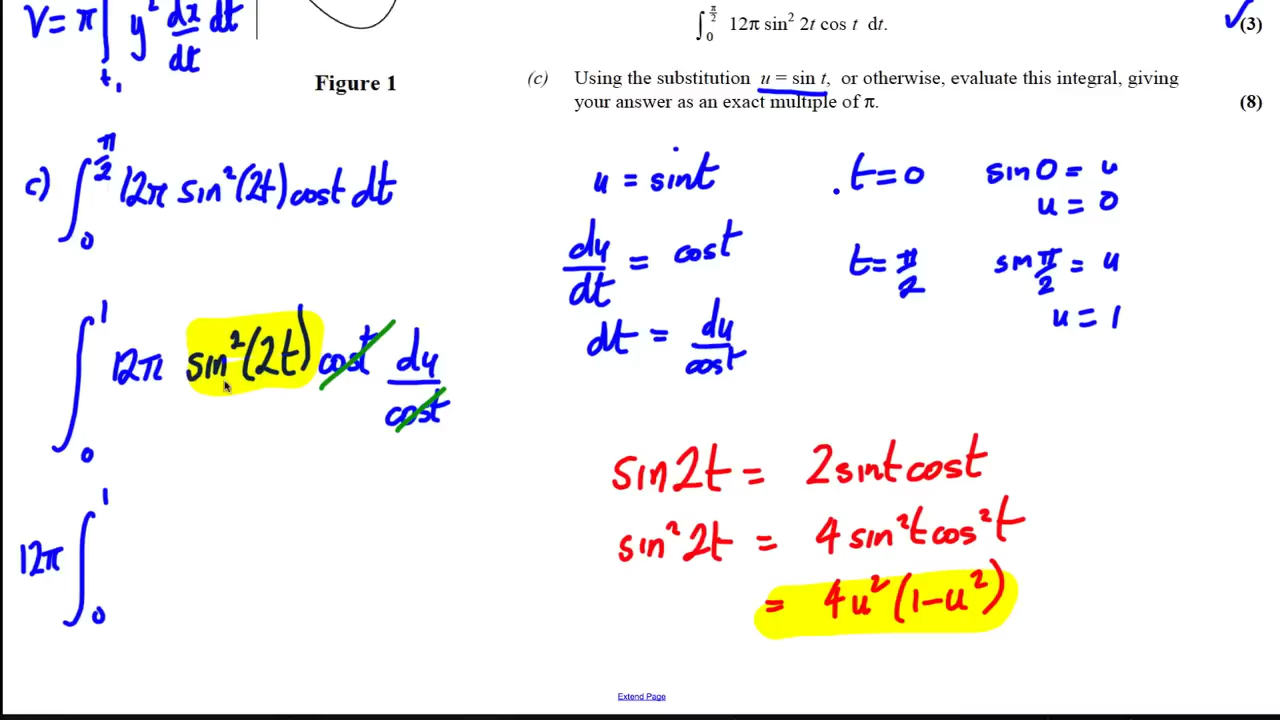 V = π ∫ y² dx/dt dt
t₁
Figure 1
∫₀^(π/2) 12π sin² 2t cos t dt.
(3)
(c) Using the substitution u = sin t, or otherwise, evaluate this integral, giving
your answer as an exact multiple of π.
(8)
c) ∫₀^(π/2) 12π sin²(2t) cost dt
∫₀¹ 12π sin²(2t) cost du/cost
12π ∫₀¹
u = sint
du/dt = cost
dt = du/cost
t = 0 sin0 = u
u = 0
t = π/2 sin π/2 = u
u = 1
sin2t = 2sintcost
sin²2t = 4sin²tcos²t
= 4u²(1-u²)
Extend Page